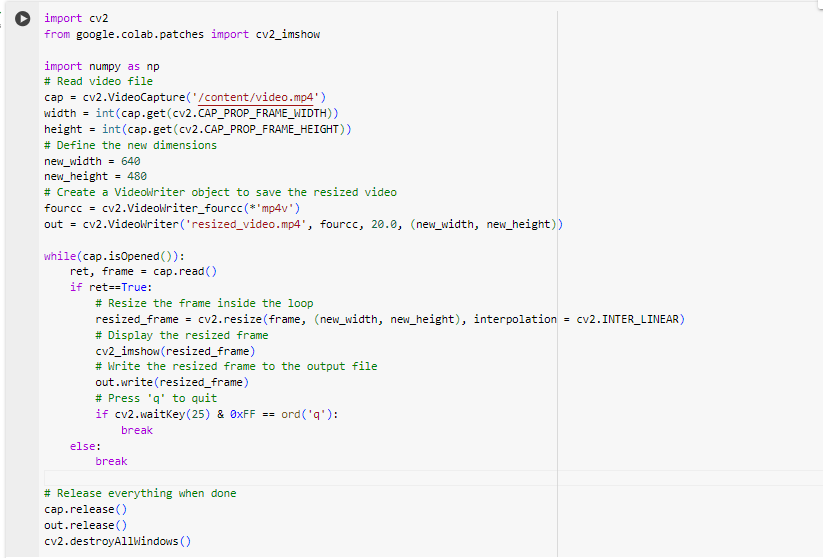 import cv2
from google.colab.patches import cv2_imshow
import numpy as np
# Read video file
cap = cv2.VideoCapture('/content/video.mp4')
width = int(cap.get(cv2.CAP_PROP_FRAME_WIDTH))
height = int(cap.get(cv2.CAP_PROP_FRAME_HEIGHT))
# Define the new dimensions
new_width = 640
new_height = 480
# Create a VideoWriter object to save the resized video
fourcc = cv2.VideoWriter_fourcc(*'mp4v')
out = cv2.VideoWriter('resized_video.mp4', fourcc, 20.0, (new_width, new_height))
while(cap.isOpened()):
    ret, frame = cap.read()
    if ret==True:
        # Resize the frame inside the loop
        resized_frame = cv2.resize(frame, (new_width, new_height), interpolation = cv2.INTER_LINEAR)
        # Display the resized frame
        cv2_imshow(resized_frame)
        # Write the resized frame to the output file
        out.write(resized_frame)
        # Press 'q' to quit
        if cv2.waitKey(25) & 0xFF == ord('q'):
            break
    else:
        break
# Release everything when done
cap.release()
out.release()
cv2.destroyAllWindows()